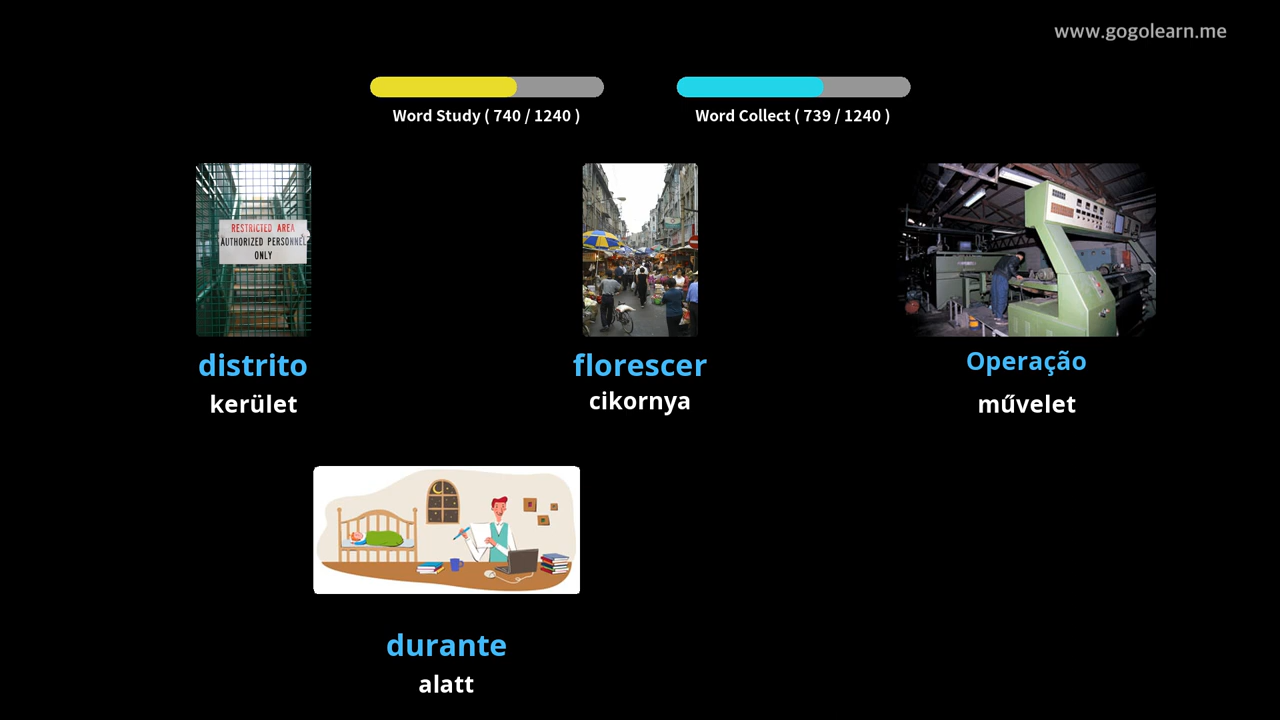 www.gogolearn.me
Word Study ( 740 / 1240 )
Word Collect ( 739 / 1240 )
RESTRICTED AREA
AUTHORIZED PERSONNEL
ONLY
distrito
kerület
florescer
cikornya
Operação
művelet
durante
alatt